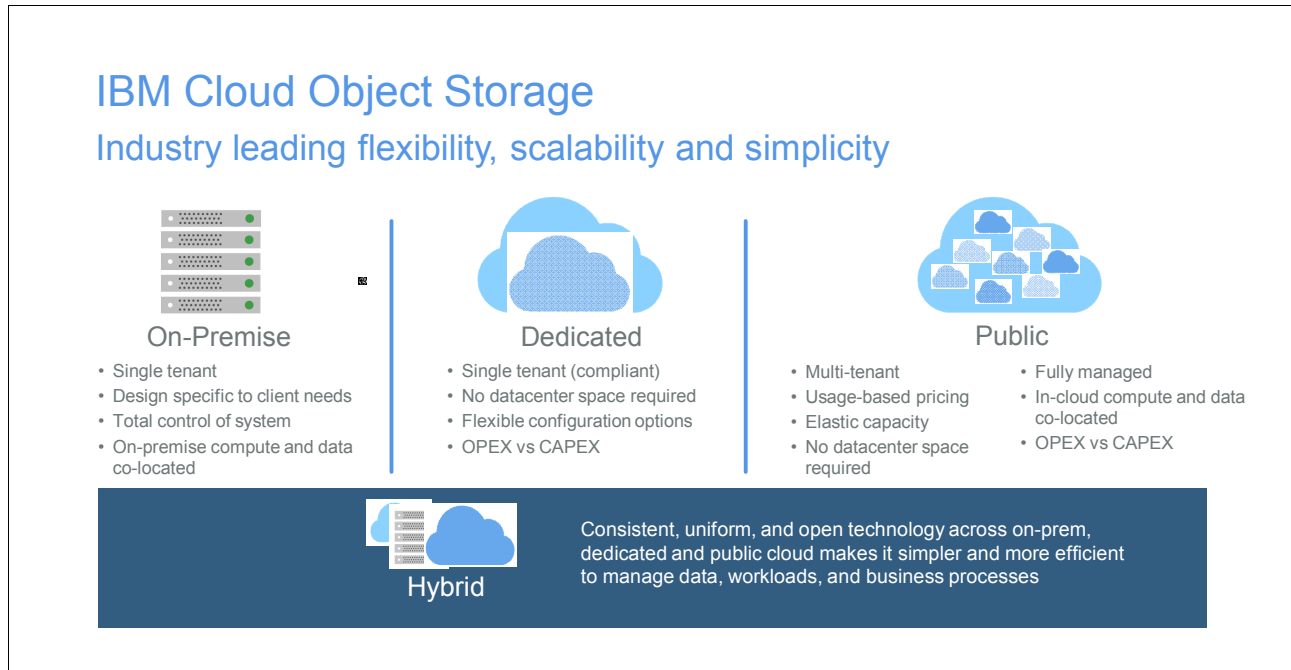 IBM Cloud Object Storage
Industry leading flexibility, scalability and simplicity
On-Premise
• Single tenant
• Design specific to client needs
• Total control of system
• On-premise compute and data
co-located
Dedicated
• Single tenant (compliant)
• No datacenter space required
• Flexible configuration options
• OPEX vs CAPEX
Public
• Multi-tenant
• Usage-based pricing
• Elastic capacity
• No datacenter space
required
• Fully managed
• In-cloud compute and data
co-located
• OPEX vs CAPEX
Hybrid
Consistent, uniform, and open technology across on-prem,
dedicated and public cloud makes it simpler and more efficient
to manage data, workloads, and business processes